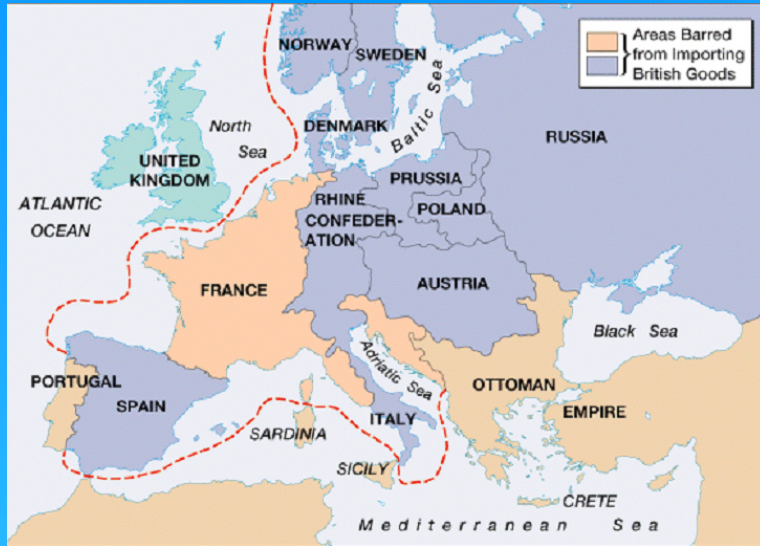 Areas Barred
from Importing
British Goods
NORWAY
SWEDEN
Baltic Sea
North
Sea
DENMARK
RUSSIA
UNITED
KINGDOM
PRUSSIA
ATLANTIC
OCEAN
RHINE
CONFEDER-
ATION
POLAND
FRANCE
AUSTRIA
Black Sea
Adriatic Sea
PORTUGAL
SPAIN
OTTOMAN
EMPIRE
ITALY
SARDINIA
SICILY
CRETE
Mediterranean Sea